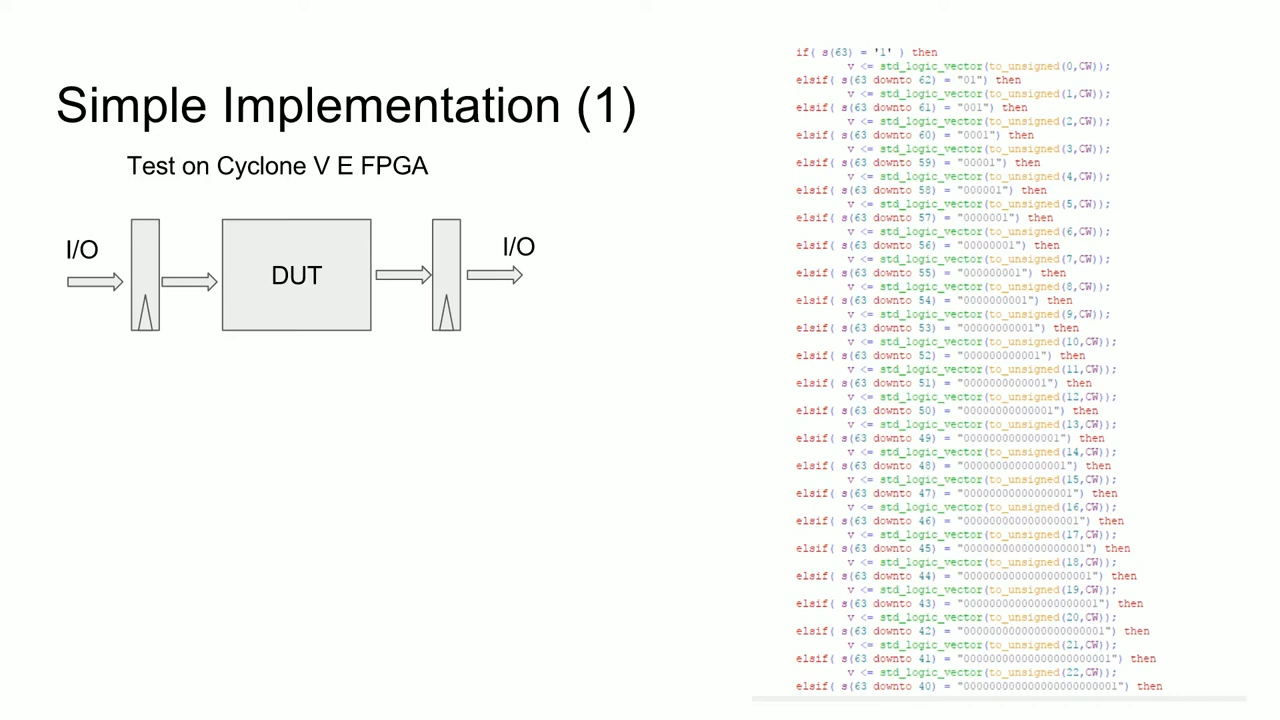 Simple Implementation (1)
Test on Cyclone V E FPGA
I/O
DUT
I/O
if( s(63) = '1' ) then
v <= std_logic_vector(to_unsigned(0,CW));
elsif( s(63 downto 62) = "01") then
v <= std_logic_vector(to_unsigned(1,CW));
elsif( s(63 downto 61) = "001") then
v <= std_logic_vector(to_unsigned(2,CW));
elsif( s(63 downto 60) = "0001") then
v <= std_logic_vector(to_unsigned(3,CW));
elsif( s(63 downto 59) = "00001") then
v <= std_logic_vector(to_unsigned(4,CW));
elsif( s(63 downto 58) = "000001") then
v <= std_logic_vector(to_unsigned(5,CW));
elsif( s(63 downto 57) = "0000001") then
v <= std_logic_vector(to_unsigned(6,CW));
elsif( s(63 downto 56) = "00000001") then
v <= std_logic_vector(to_unsigned(7,CW));
elsif( s(63 downto 55) = "000000001") then
v <= std_logic_vector(to_unsigned(8,CW));
elsif( s(63 downto 54) = "0000000001") then
v <= std_logic_vector(to_unsigned(9,CW));
elsif( s(63 downto 53) = "00000000001") then
v <= std_logic_vector(to_unsigned(10,CW));
elsif( s(63 downto 52) = "000000000001") then
v <= std_logic_vector(to_unsigned(11,CW));
elsif( s(63 downto 51) = "0000000000001") then
v <= std_logic_vector(to_unsigned(12,CW));
elsif( s(63 downto 50) = "00000000000001") then
v <= std_logic_vector(to_unsigned(13,CW));
elsif( s(63 downto 49) = "000000000000001") then
v <= std_logic_vector(to_unsigned(14,CW));
elsif( s(63 downto 48) = "0000000000000001") then
v <= std_logic_vector(to_unsigned(15,CW));
elsif( s(63 downto 47) = "00000000000000001") then
v <= std_logic_vector(to_unsigned(16,CW));
elsif( s(63 downto 46) = "000000000000000001") then
v <= std_logic_vector(to_unsigned(17,CW));
elsif( s(63 downto 45) = "0000000000000000001") then
v <= std_logic_vector(to_unsigned(18,CW));
elsif( s(63 downto 44) = "00000000000000000001") then
v <= std_logic_vector(to_unsigned(19,CW));
elsif( s(63 downto 43) = "000000000000000000001") then
v <= std_logic_vector(to_unsigned(20,CW));
elsif( s(63 downto 42) = "0000000000000000000001") then
v <= std_logic_vector(to_unsigned(21,CW));
elsif( s(63 downto 41) = "00000000000000000000001") then
v <= std_logic_vector(to_unsigned(22,CW));
elsif( s(63 downto 40) = "000000000000000000000001") then